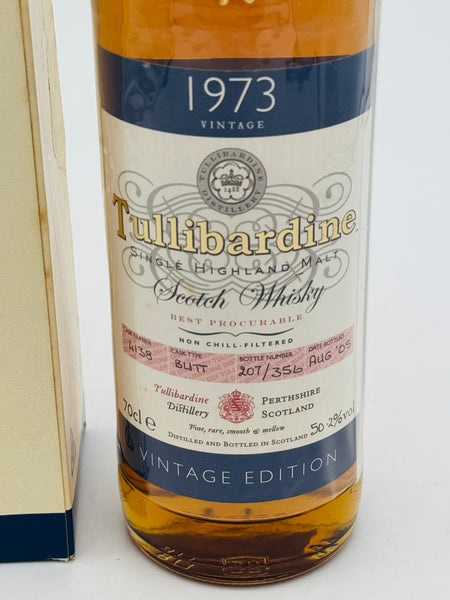 1973
VINTAGE
TULLIBARDINE
1488
DISTILLERY
Tullibardine
SINGLE HIGHLAND MALT
Scotch Whisky
BEST PROCURABLE
NON CHILL-FILTERED
CASK NUMBER CASK TYPE BOTTLE NUMBER DATE BOTTLED
4138 BUTT 207/356 AUG '05
Tullibardine PERTHSHIRE
Distillery SCOTLAND
70cl e Fine, rare, smooth & mellow 50.2%vol
DISTILLED AND BOTTLED IN SCOTLAND
VINTAGE EDITION